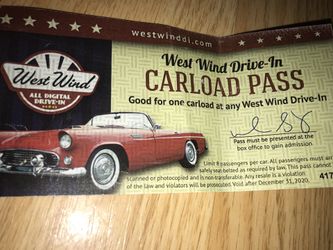 westwinddi.com
West Wind
ALL DIGITAL
DRIVE-IN
West Wind Drive-In
CARLOAD PASS
Good for one carload at any West Wind Drive-In
Pass must be presented at the
box office to gain admission.
Limit 8 passengers per car. All passengers must
safely seat belted as required by law. This pass cannot
scanned or photocopied and is non-transferable. Any resale is a violation
of the law and violators will be prosecuted. Void after December 31, 2020.
417